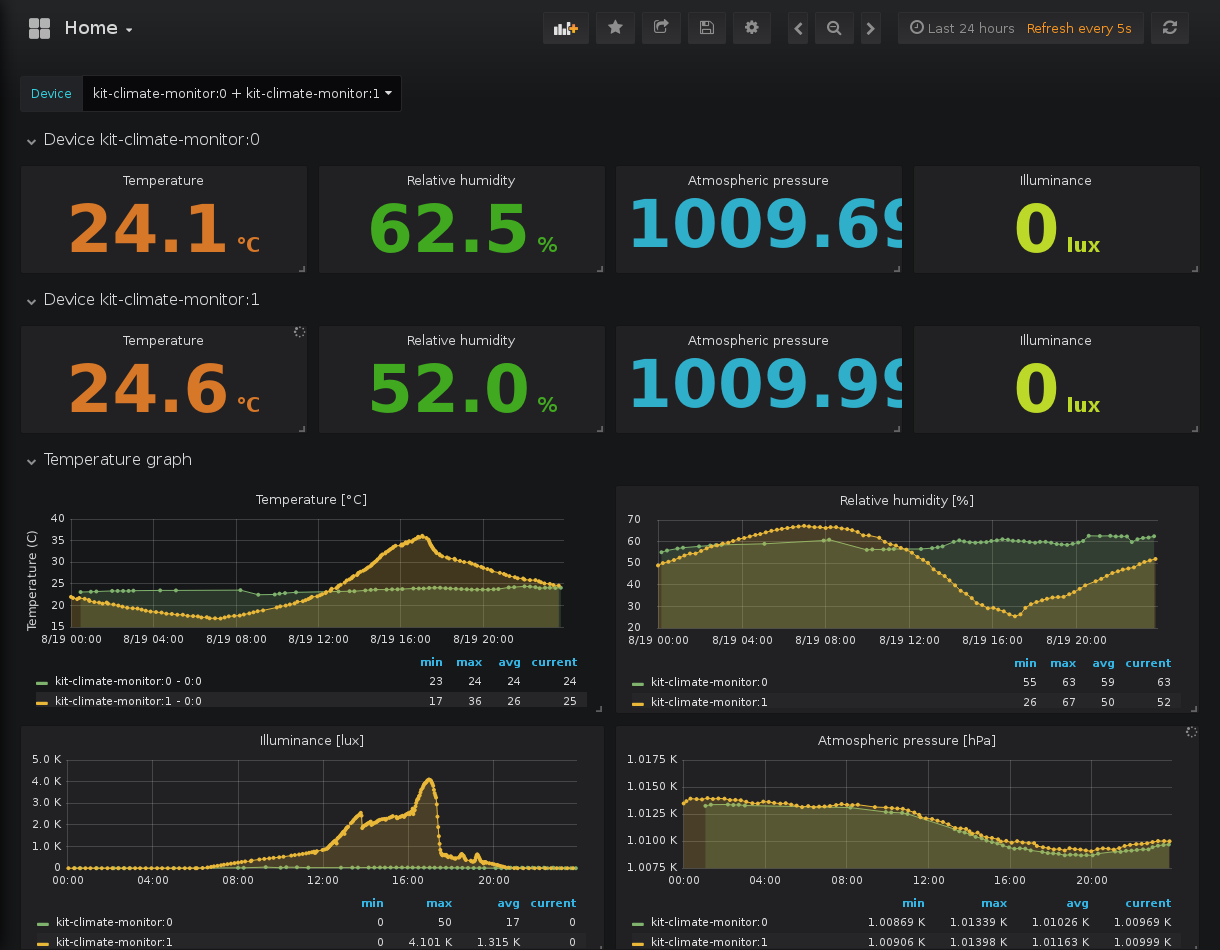 Home
Last 24 hours Refresh every 5s
Device kit-climate-monitor:0 + kit-climate-monitor:1
Device kit-climate-monitor:0
Temperature Relative humidity Atmospheric pressure Illuminance
24.1 °C 62.5 % 1009.69 0 lux
Device kit-climate-monitor:1
Temperature Relative humidity Atmospheric pressure Illuminance
24.6 °C 52.0 % 1009.99 0 lux
Temperature graph
Temperature [°C]
Temperature (C)
40
35
30
25
20
15
8/19 00:00 8/19 04:00 8/19 08:00 8/19 12:00 8/19 16:00 8/19 20:00
min max avg current
kit-climate-monitor:0 - 0:0 23 24 24 24
kit-climate-monitor:1 - 0:0 17 36 26 25
Relative humidity [%]
70
60
50
40
30
20
8/19 00:00 8/19 04:00 8/19 08:00 8/19 12:00 8/19 16:00 8/19 20:00
min max avg current
kit-climate-monitor:0 55 63 59 63
kit-climate-monitor:1 26 67 50 52
Illuminance [lux]
5.0 K
4.0 K
3.0 K
2.0 K
1.0 K
0
00:00 04:00 08:00 12:00 16:00 20:00
min max avg current
kit-climate-monitor:0 0 50 17 0
kit-climate-monitor:1 0 4.101 K 1.315 K 0
Atmospheric pressure [hPa]
1.0175 K
1.0150 K
1.0125 K
1.0100 K
1.0075 K
00:00 04:00 08:00 12:00 16:00 20:00
min max avg current
kit-climate-monitor:0 1.00869 K 1.01339 K 1.01026 K 1.00969 K
kit-climate-monitor:1 1.00906 K 1.01398 K 1.01163 K 1.00999 K